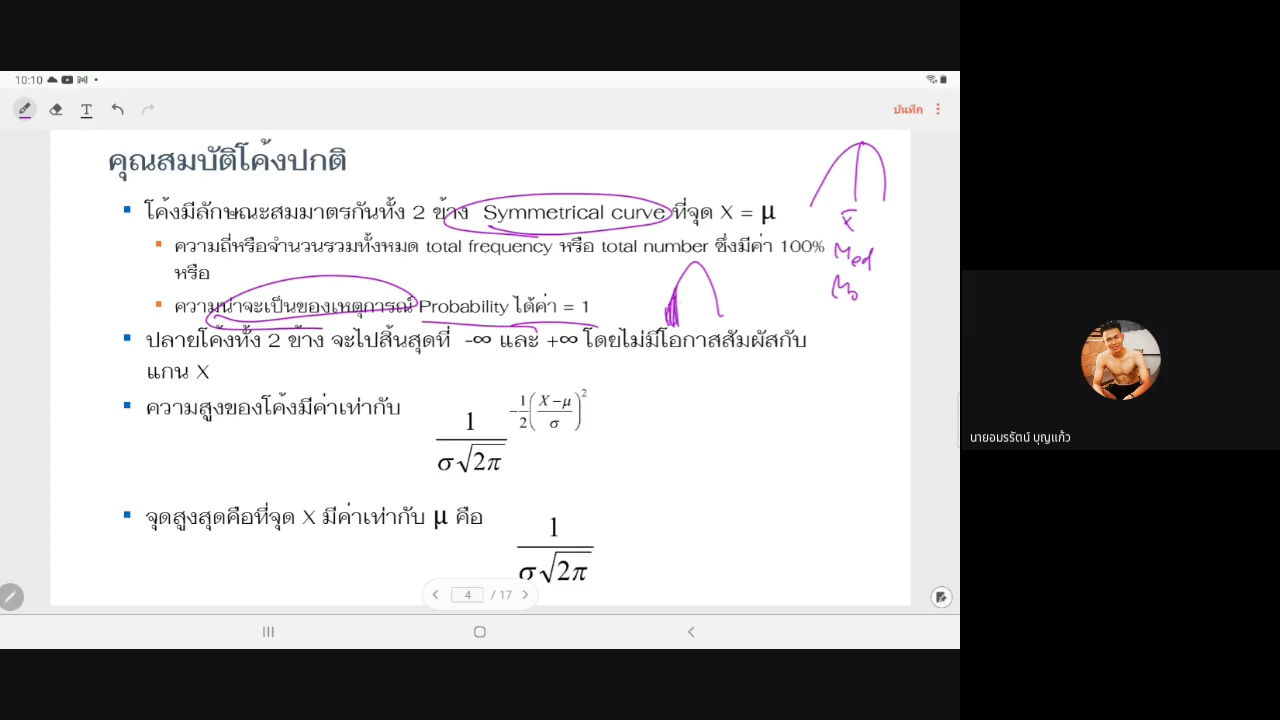 10:10
บันทึก
คุณสมบัติโค้งปกติ
โค้งมีลักษณะสมมาตรกันทั้ง 2 ข้าง Symmetrical curve ที่จุด X = μ
ความถี่หรือจำนวนรวมทั้งหมด total frequency หรือ total number ซึ่งมีค่า 100%
หรือ
ความน่าจะเป็นของเหตุการณ์ Probability ได้ค่า = 1
x̄
Med
Mo
ปลายโค้งทั้ง 2 ข้าง จะไปสิ้นสุดที่ -∞ และ +∞ โดยไม่มีโอกาสสัมผัสกับ
แกน X
ความสูงของโค้งมีค่าเท่ากับ
1/(σ√2π) -1/2((X-μ)/σ)²
จุดสูงสุดคือที่จุด X มีค่าเท่ากับ μ คือ
1/(σ√2π)
4 / 17
นายอมรรัตน์ บุญแก้ว